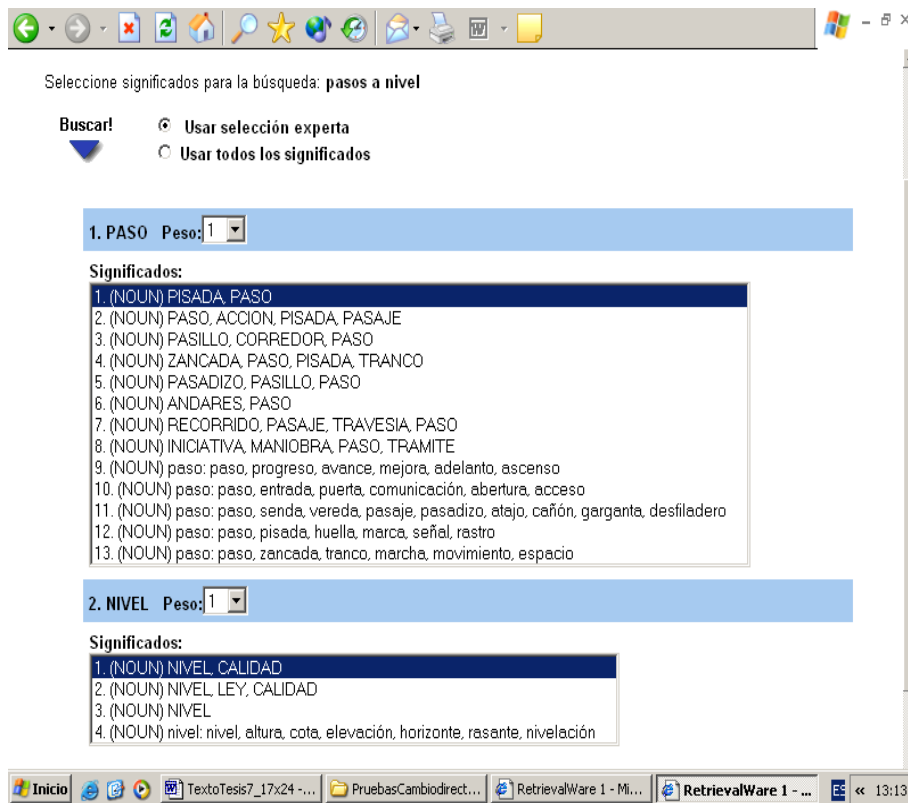 Seleccione significados para la búsqueda: pasos a nivel
Buscar!
Usar selección experta
Usar todos los significados
1. PASO Peso: 1
Significados:
1. (NOUN) PISADA, PASO
2. (NOUN) PASO, ACCION, PISADA, PASAJE
3. (NOUN) PASILLO, CORREDOR, PASO
4. (NOUN) ZANCADA, PASO, PISADA, TRANCO
5. (NOUN) PASADIZO, PASILLO, PASO
6. (NOUN) ANDARES, PASO
7. (NOUN) RECORRIDO, PASAJE, TRAVESIA, PASO
8. (NOUN) INICIATIVA, MANIOBRA, PASO, TRAMITE
9. (NOUN) paso: paso, progreso, avance, mejora, adelanto, ascenso
10. (NOUN) paso: paso, entrada, puerta, comunicación, abertura, acceso
11. (NOUN) paso: paso, senda, vereda, pasaje, pasadizo, atajo, cañón, garganta, desfiladero
12. (NOUN) paso: paso, pisada, huella, marca, señal, rastro
13. (NOUN) paso: paso, zancada, tranco, marcha, movimiento, espacio
2. NIVEL Peso: 1
Significados:
1. (NOUN) NIVEL, CALIDAD
2. (NOUN) NIVEL, LEY, CALIDAD
3. (NOUN) NIVEL
4. (NOUN) nivel: nivel, altura, cota, elevación, horizonte, rasante, nivelación
Inicio TextoTesis7_17x24 -... PruebasCambiodirect... RetrievalWare 1 - Mi... RetrievalWare 1 - ... ES « 13:13